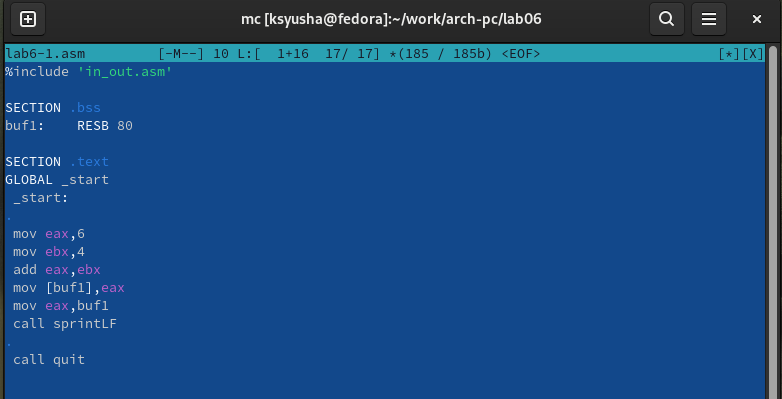 mc [ksyusha@fedora]:~/work/arch-pc/lab06
lab6-1.asm [-M--] 10 L:[ 1+16 17/ 17] *(185 / 185b) <EOF> [*][X]
%include 'in_out.asm'
SECTION .bss
buf1: RESB 80
SECTION .text
GLOBAL _start
_start:
.
mov eax,6
mov ebx,4
add eax,ebx
mov [buf1],eax
mov eax,buf1
call sprintLF
.
call quit